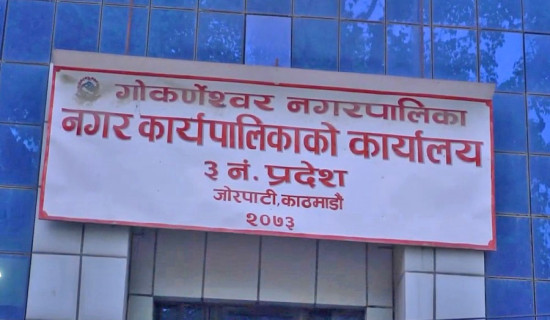 गोकर्णेश्वर नगरपालिका
नगर कार्यपालिकाको कार्यालय
३ नं. प्रदेश
जोरपाटी, काठमाडौ
२०७३